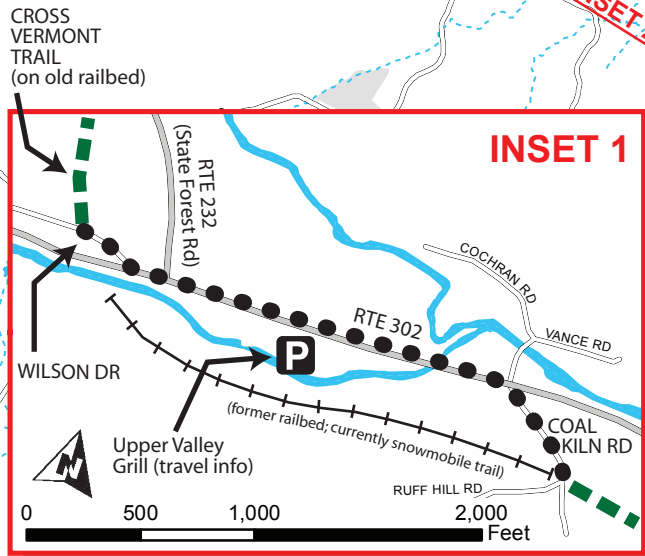 CROSS
VERMONT
TRAIL
(on old railbed)
INSET
INSET 1
RTE 232
(State Forest Rd)
COCHRAN RD
VANCE RD
RTE 302
P
WILSON DR
(former railbed; currently snowmobile trail)
COAL
KILN RD
Upper Valley
Grill (travel info)
RUFF HILL RD
N
0 500 1,000 2,000
Feet